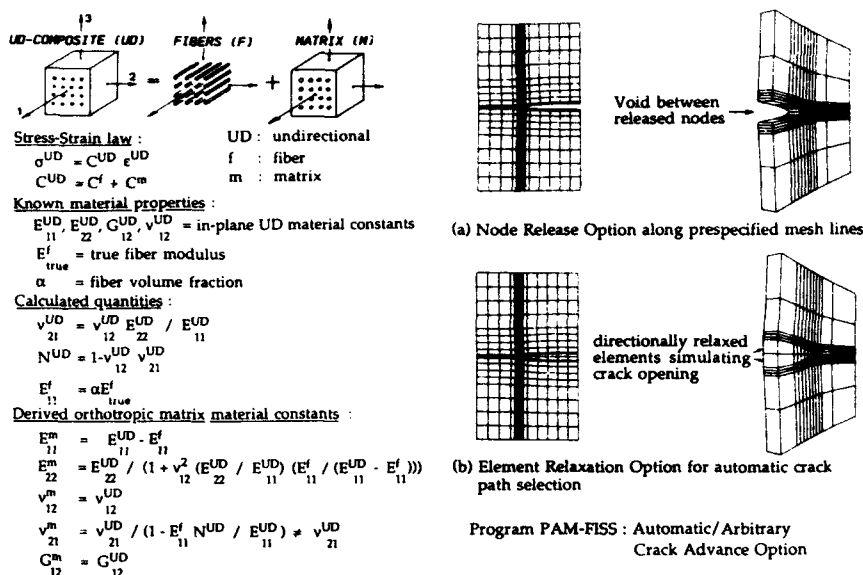 3
UD-COMPOSITE (UD) FIBERS (F) MATRIX (M)
2
= +
1
Stress-Strain law :
UD : undirectional
σ^UD = C^UD ε^UD
f : fiber
C^UD = C^f + C^m
m : matrix
Known material properties :
E^UD_11, E^UD_22, G^UD_12, ν^UD_12 = in-plane UD material constants
E^f_true = true fiber modulus
α = fiber volume fraction
Calculated quantities :
ν^UD_21 = ν^UD_12 E^UD_22 / E^UD_11
N^UD = 1-ν^UD_12 ν^UD_21
E^f_11 = αE^f_true
Derived orthotropic matrix material constants :
E^m_11 = E^UD_11 - E^f_11
E^m_22 = E^UD_22 / (1 + ν^2_12 (E^UD_22 / E^UD_11) (E^f_11 / (E^UD_11 - E^f_11)))
ν^m_12 = ν^UD_12
ν^m_21 = ν^UD_21 / (1 - E^f_11 N^UD / E^UD_11) ≠ ν^UD_21
G^m_12 = G^UD_12
Void between
released nodes
(a) Node Release Option along prespecified mesh lines
directionally relaxed
elements simulating
crack opening
(b) Element Relaxation Option for automatic crack
path selection
Program PAM-FISS : Automatic/Arbitrary
Crack Advance Option